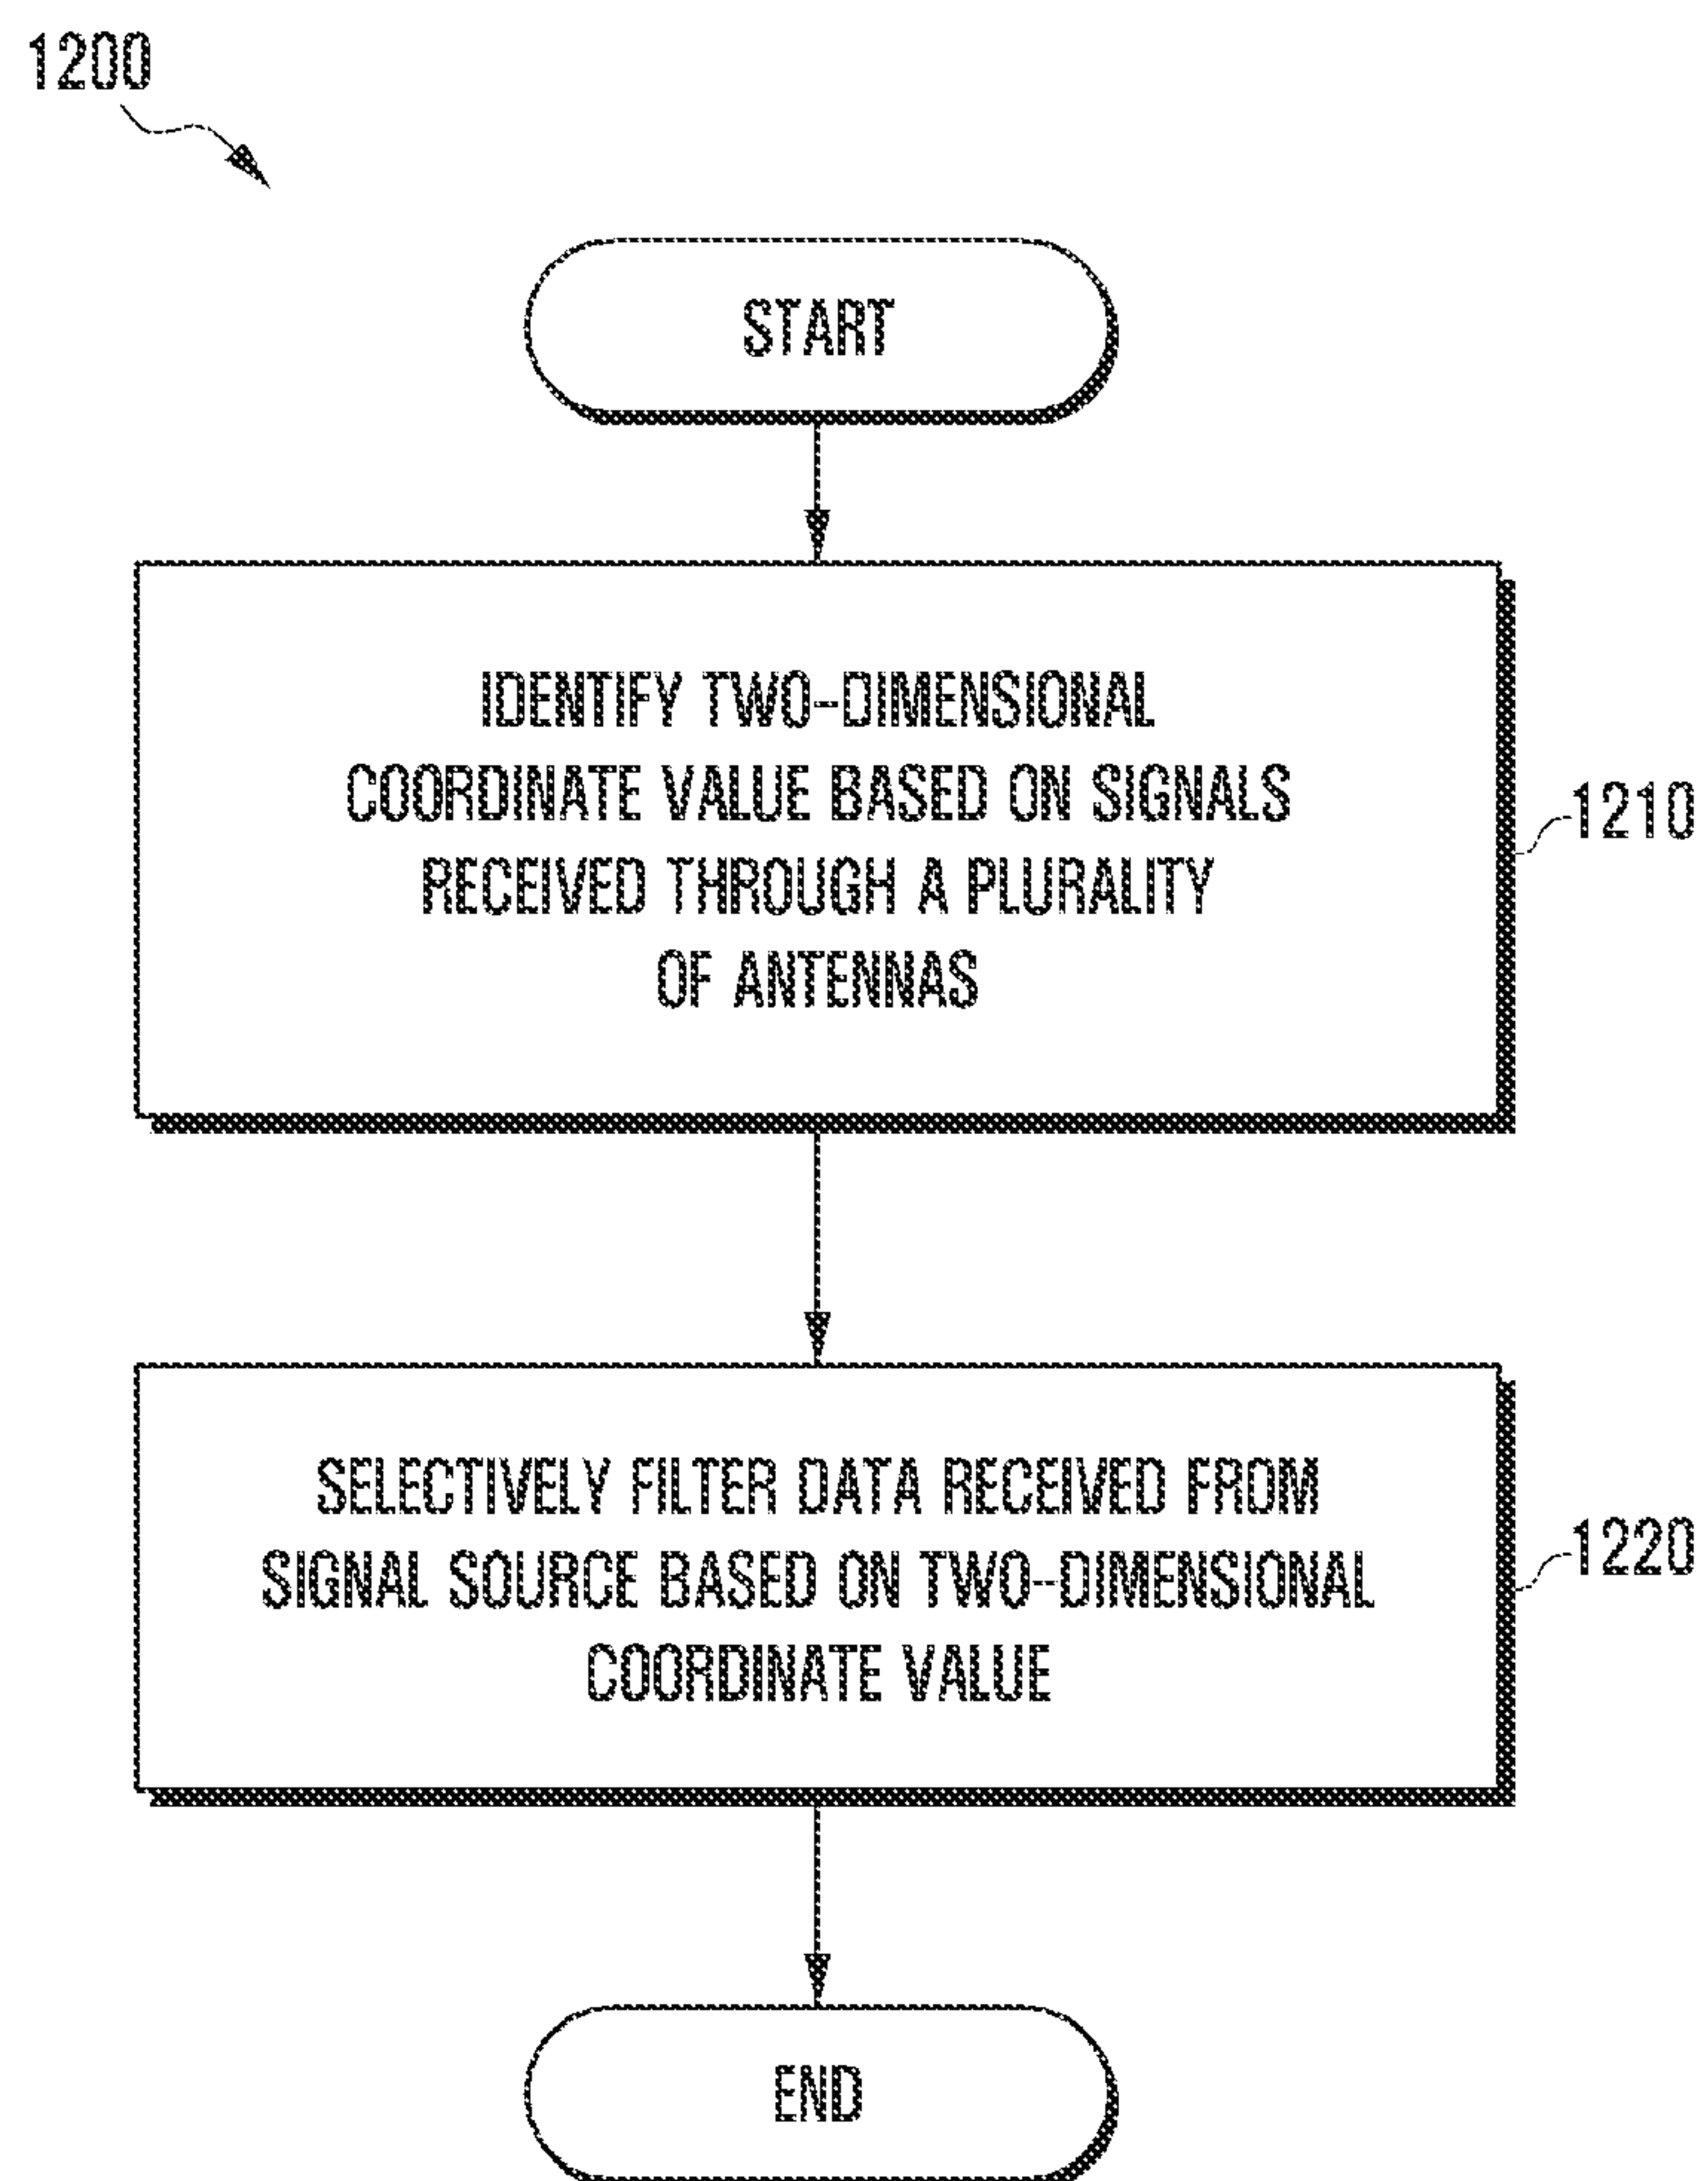 1200
START
IDENTIFY TWO-DIMENSIONAL
COORDINATE VALUE BASED ON SIGNALS
RECEIVED THROUGH A PLURALITY
OF ANTENNAS
1210
SELECTIVELY FILTER DATA RECEIVED FROM
SIGNAL SOURCE BASED ON TWO-DIMENSIONAL
COORDINATE VALUE
1220
END